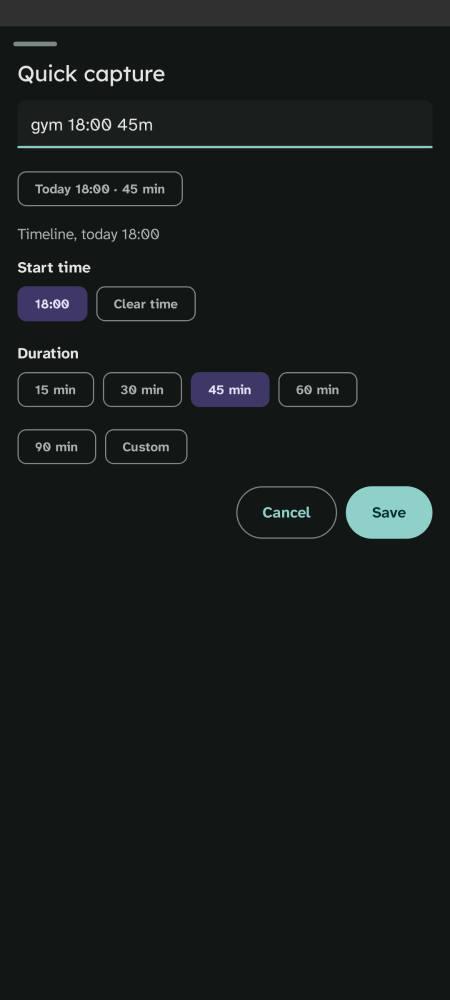 Quick capture
gym 18:00 45m
Today 18:00 · 45 min
Timeline, today 18:00
Start time
18:00 Clear time
Duration
15 min 30 min 45 min 60 min
90 min Custom
Cancel Save